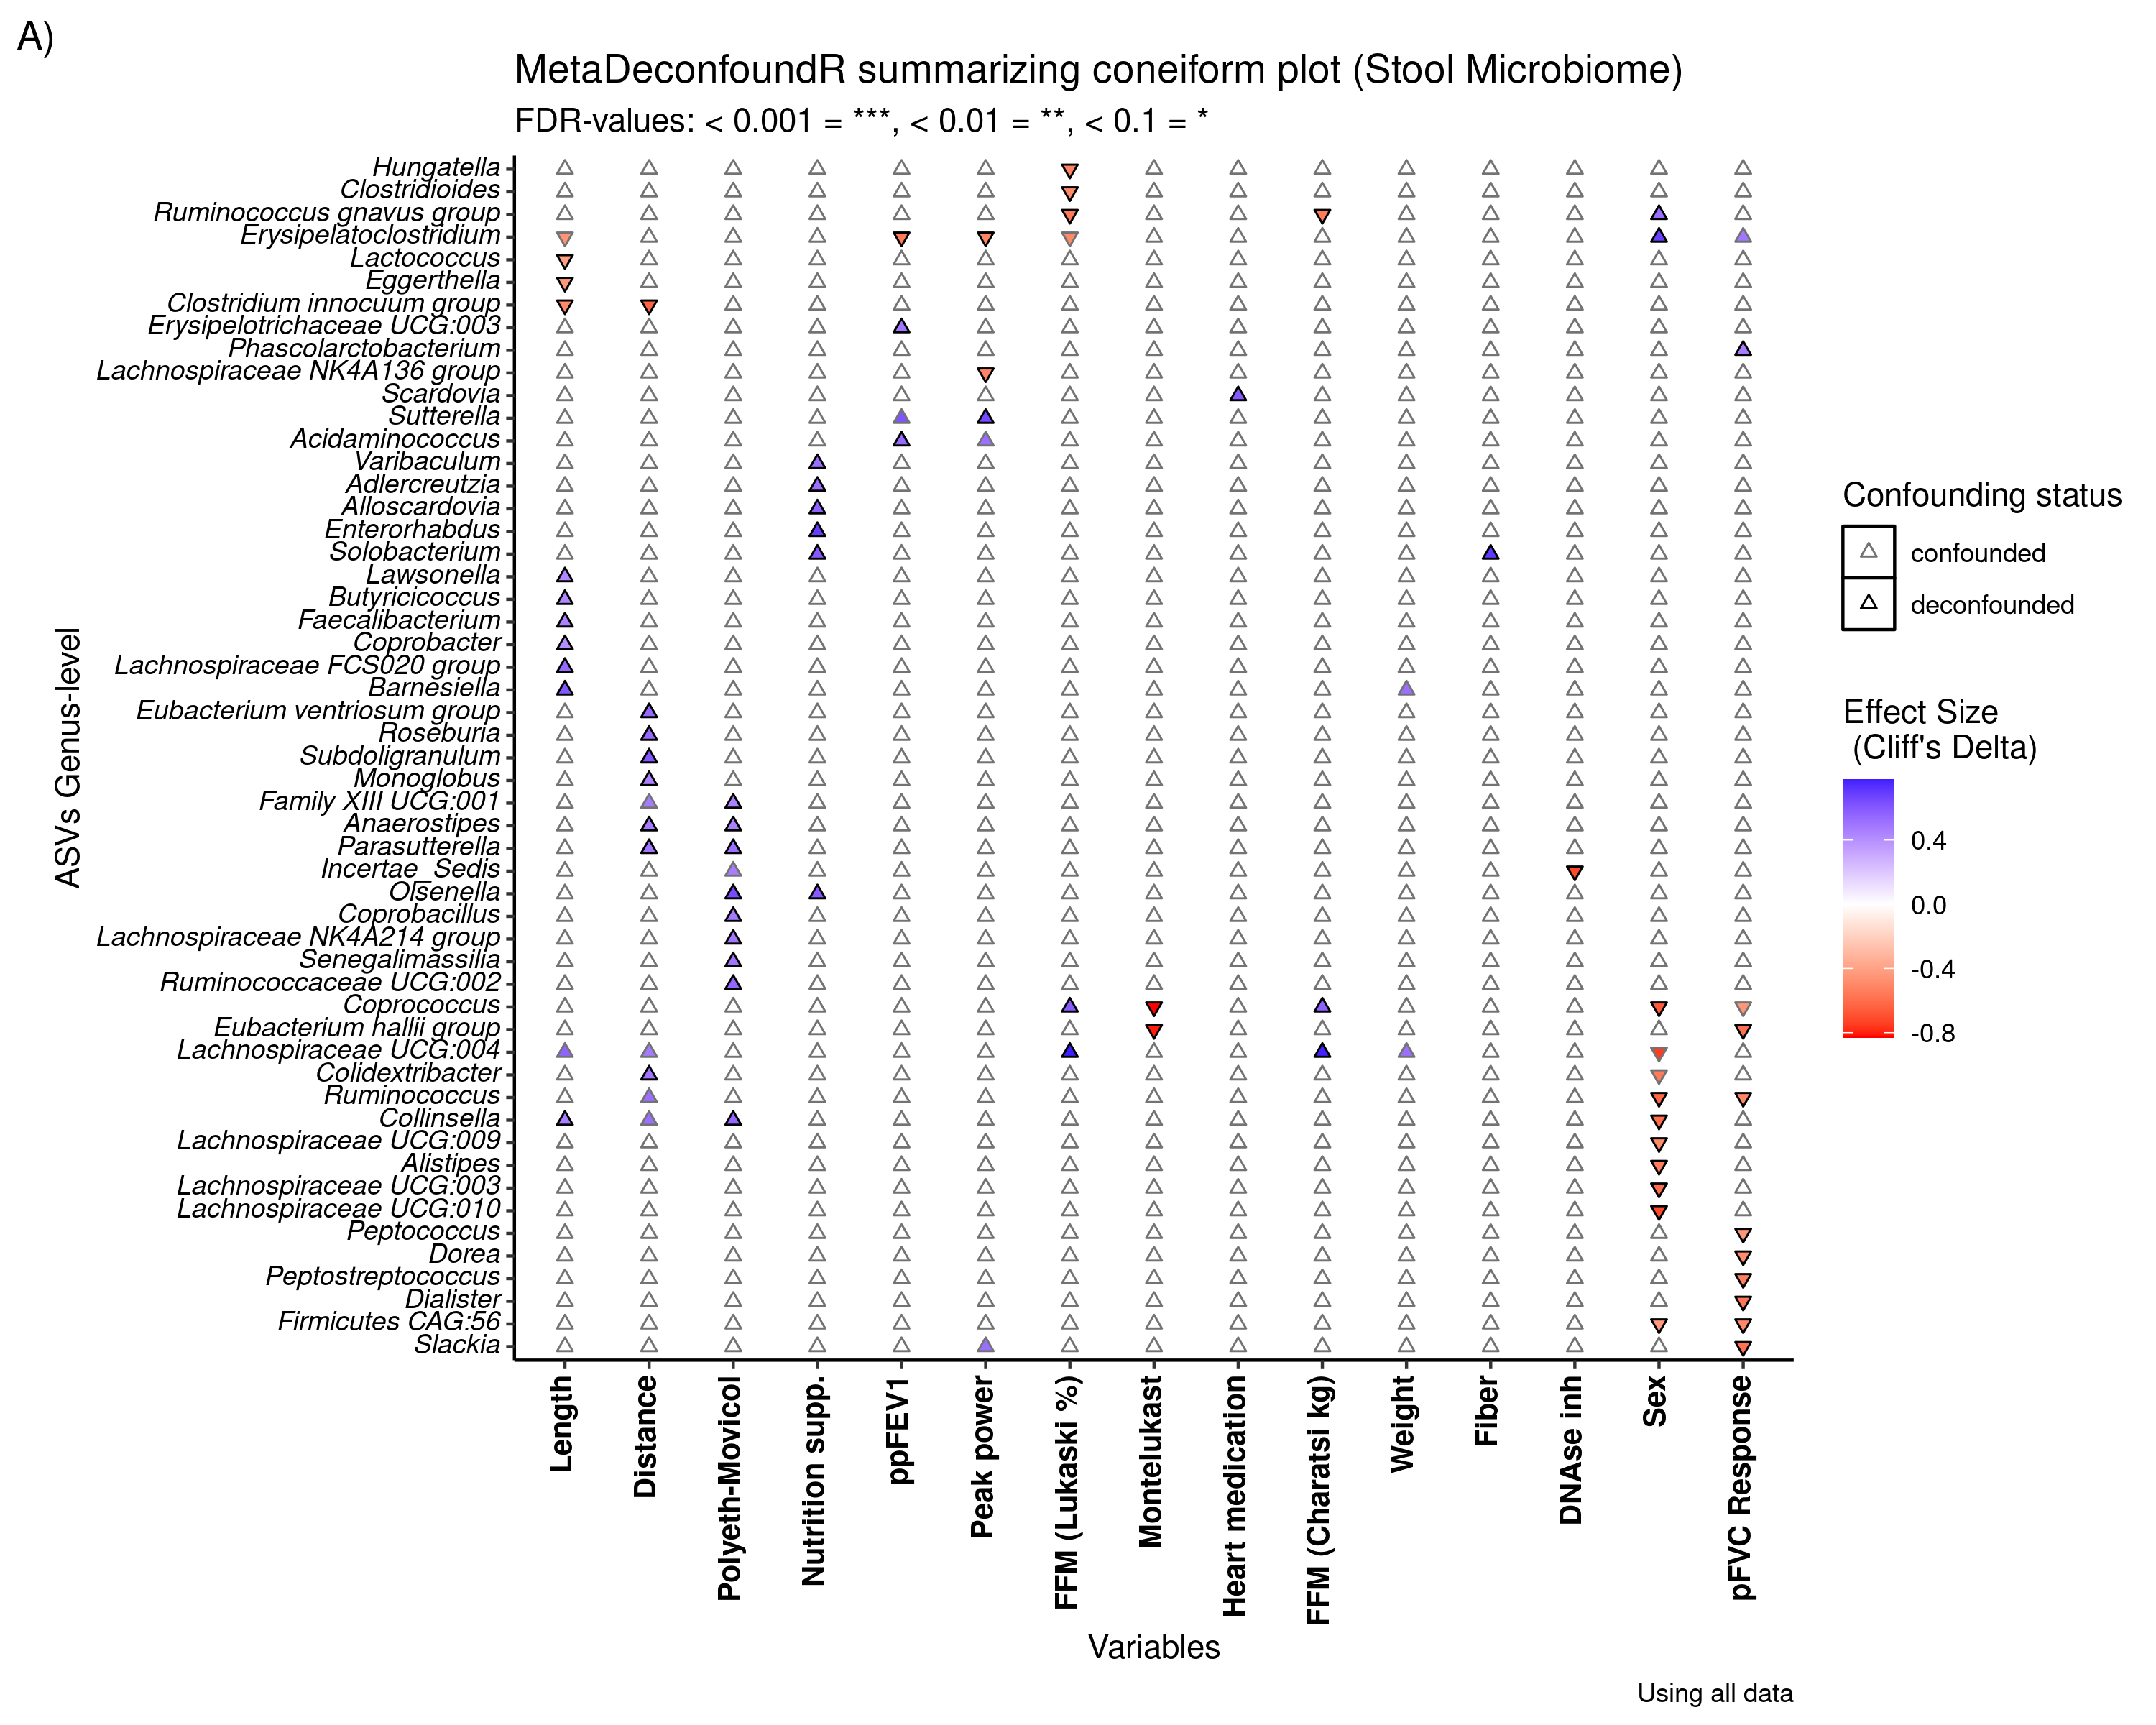 A)
MetaDeconfoundR summarizing coneiform plot (Stool Microbiome)
FDR-values: < 0.001 = ***, < 0.01 = **, < 0.1 = *
ASVs Genus-level
Hungatella
Clostridioides
Ruminococcus gnavus group
Erysipelatoclostridium
Lactococcus
Eggerthella
Clostridium innocuum group
Erysipelotrichaceae UCG:003
Phascolarctobacterium
Lachnospiraceae NK4A136 group
Scardovia
Sutterella
Acidaminococcus
Varibaculum
Adlercreutzia
Alloscardovia
Enterorhabdus
Solobacterium
Lawsonella
Butyricicoccus
Faecalibacterium
Coprobacter
Lachnospiraceae FCS020 group
Barnesiella
Eubacterium ventriosum group
Roseburia
Subdoligranulum
Monoglobus
Family XIII UCG:001
Anaerostipes
Parasutterella
Incertae_Sedis
Olsenella
Coprobacillus
Lachnospiraceae NK4A214 group
Senegalimassilia
Ruminococcaceae UCG:002
Coprococcus
Eubacterium hallii group
Lachnospiraceae UCG:004
Colidextribacter
Ruminococcus
Collinsella
Lachnospiraceae UCG:009
Alistipes
Lachnospiraceae UCG:003
Lachnospiraceae UCG:010
Peptococcus
Dorea
Peptostreptococcus
Dialister
Firmicutes CAG:56
Slackia
Length
Distance
Polyeth-Movicol
Nutrition supp.
ppFEV1
Peak power
FFM (Lukaski %)
Montelukast
Heart medication
FFM (Charatsi kg)
Weight
Fiber
DNAse inh
Sex
pFVC Response
Variables
Confounding status
confounded
deconfounded
Effect Size
(Cliff's Delta)
0.4
0.0
-0.4
-0.8
Using all data